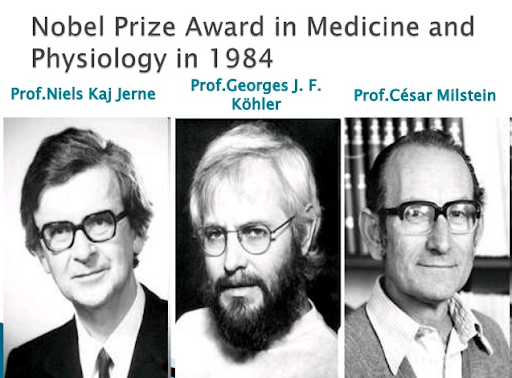 Nobel Prize Award in Medicine and
Physiology in 1984
Prof.Niels Kaj Jerne
Prof.Georges J. F.
Köhler
Prof.César Milstein